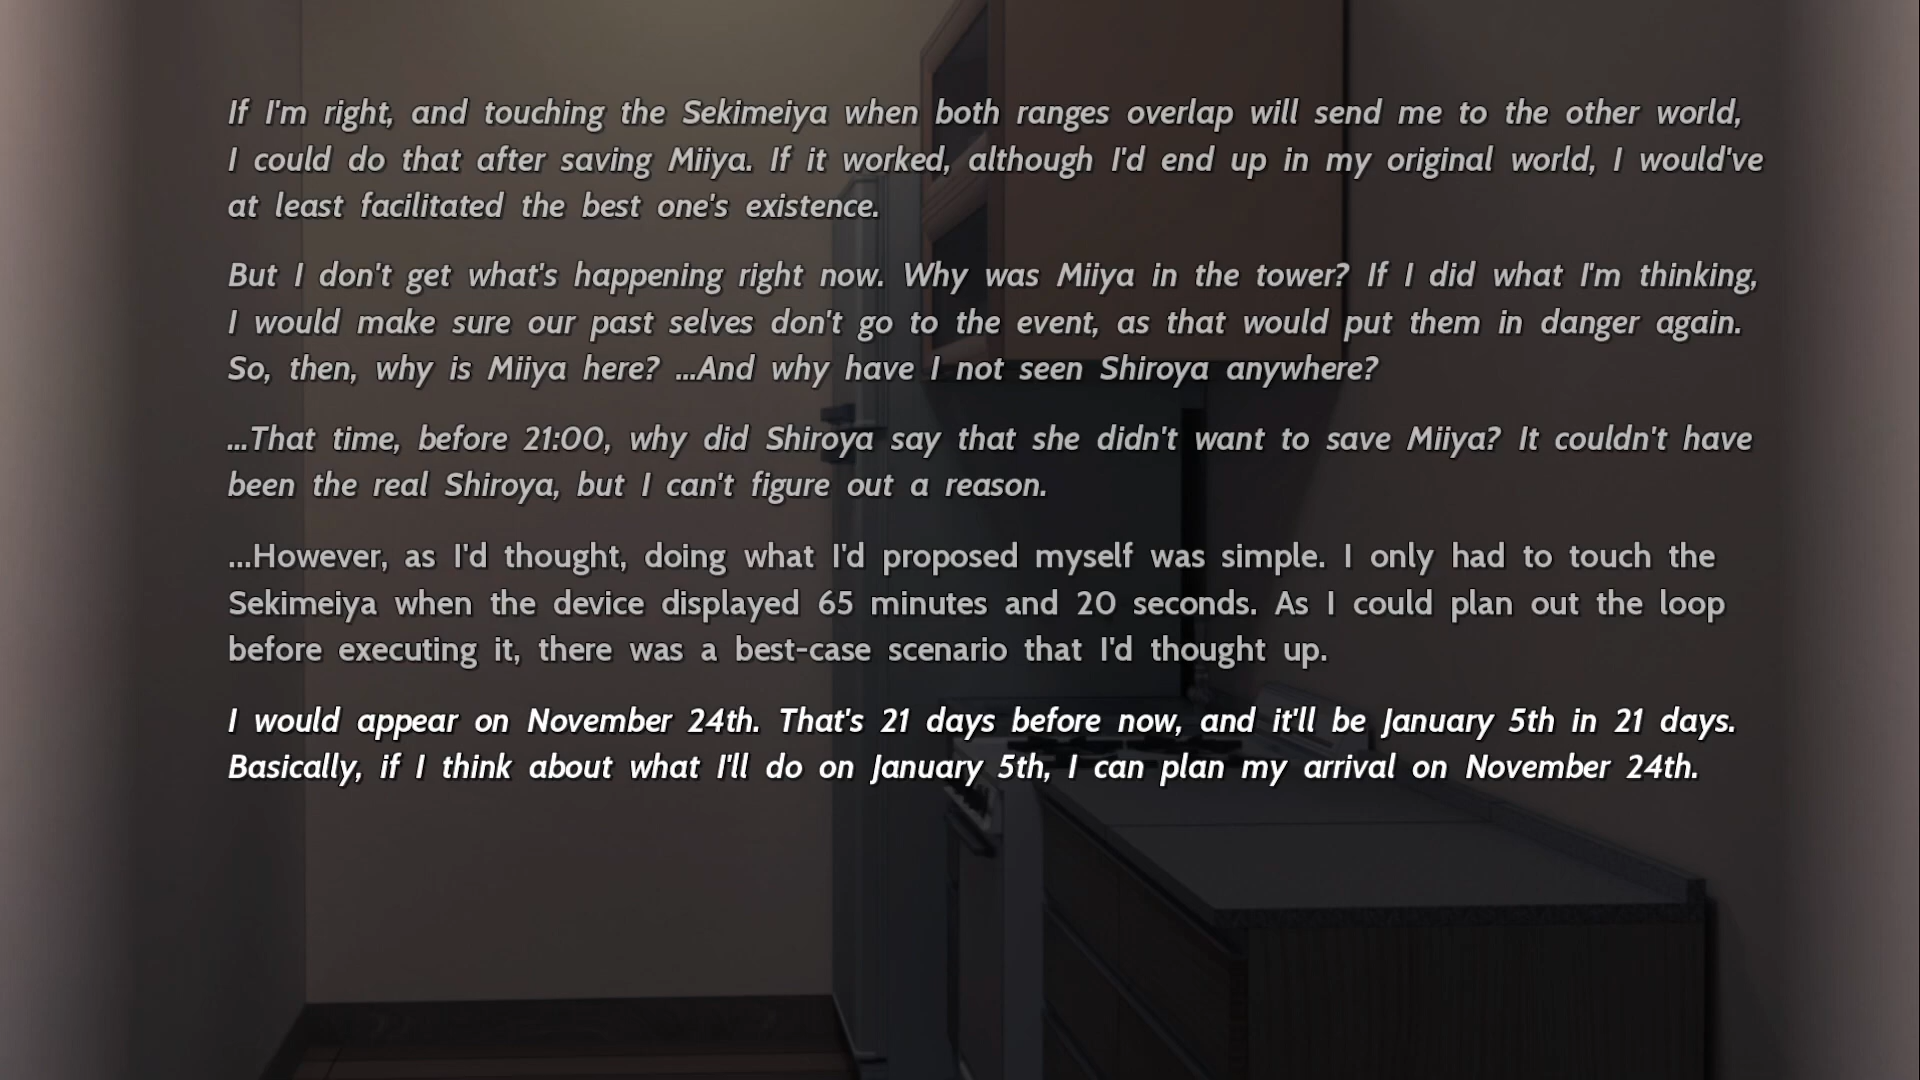 If I'm right, and touching the Sekimeiya when both ranges overlap will send me to the other world,
I could do that after saving Miiya. If it worked, although I'd end up in my original world, I would've
at least facilitated the best one's existence.
But I don't get what's happening right now. Why was Miiya in the tower? If I did what I'm thinking,
I would make sure our past selves don't go to the event, as that would put them in danger again.
So, then, why is Miiya here? ...And why have I not seen Shiroya anywhere?
...That time, before 21:00, why did Shiroya say that she didn't want to save Miiya? It couldn't have
been the real Shiroya, but I can't figure out a reason.
...However, as I'd thought, doing what I'd proposed myself was simple. I only had to touch the
Sekimeiya when the device displayed 65 minutes and 20 seconds. As I could plan out the loop
before executing it, there was a best-case scenario that I'd thought up.
I would appear on November 24th. That's 21 days before now, and it'll be January 5th in 21 days.
Basically, if I think about what I'll do on January 5th, I can plan my arrival on November 24th.